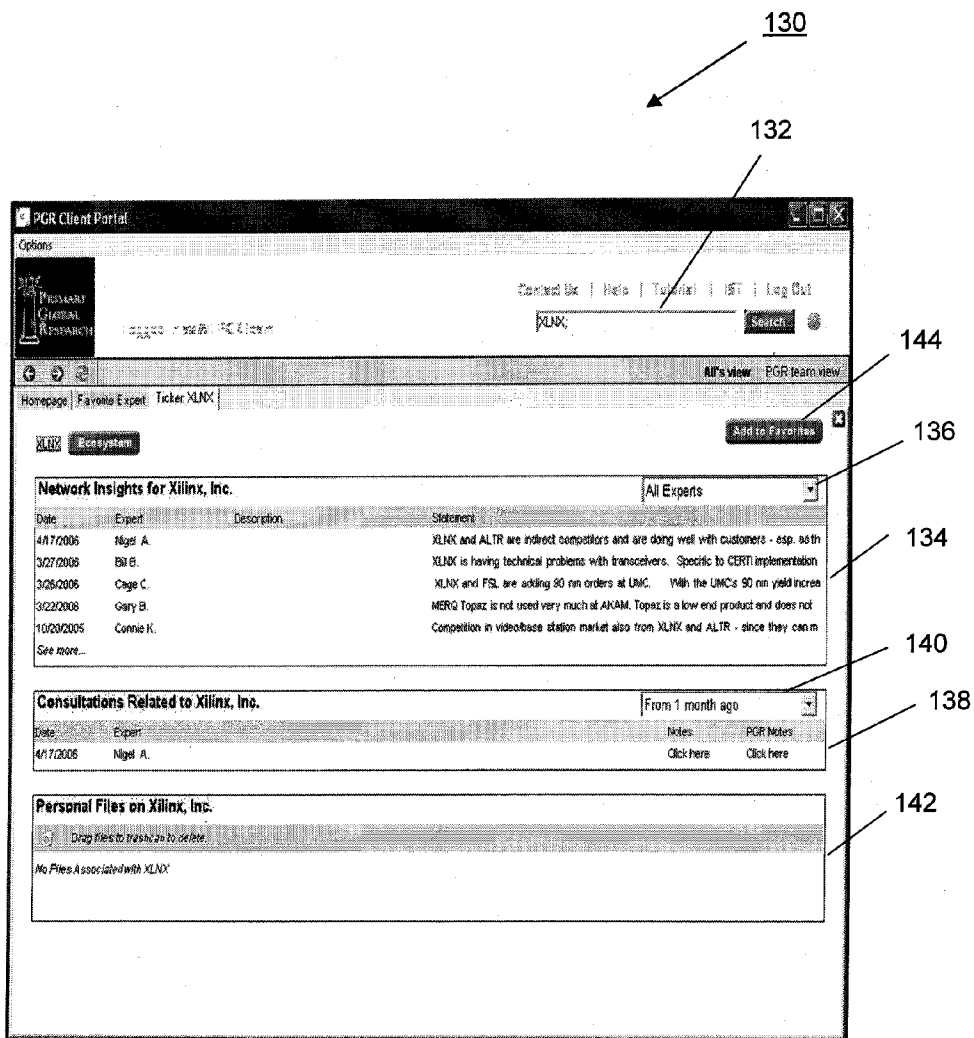 130
132
PGR Client Portal
Options
PRIMARY
GLOBAL
RESEARCH
Contact Us | Help | Tutorial | | Log Out
XLNX;
Search
144
All's view PGR team view
Homepage Favorite Expert Ticker XLNX
XLNX Ecosystem
Add to Favorites
136
Network Insights for Xilinx, Inc.
All Experts
Date Expert Description Statement
134
4/17/2006 Nigel A. XLNX and ALTR are indirect competitors and are doing well with customers - esp. as th
3/27/2006 Bill B. XLNX is having technical problems with transceivers. Specific to CERTI implementation
3/26/2006 Cage C. XLNX and FSL are adding 90 nm orders at UMC. With the UMC's 90 nm yield increa
3/22/2006 Gary B. MERQ Topaz is not used very much at AKAM. Topaz is a low end product and does not
10/20/2005 Connie K. Competition in video/base station market also from XLNX and ALTR - since they can m
See more...
140
Consultations Related to Xilinx, Inc.
From 1 month ago
138
Date Expert Notes PGR Notes
4/17/2006 Nigel A. Click here Click here
Personal Files on Xilinx, Inc.
142
Drag files to trashcan to delete.
No Files Associated with XLNX